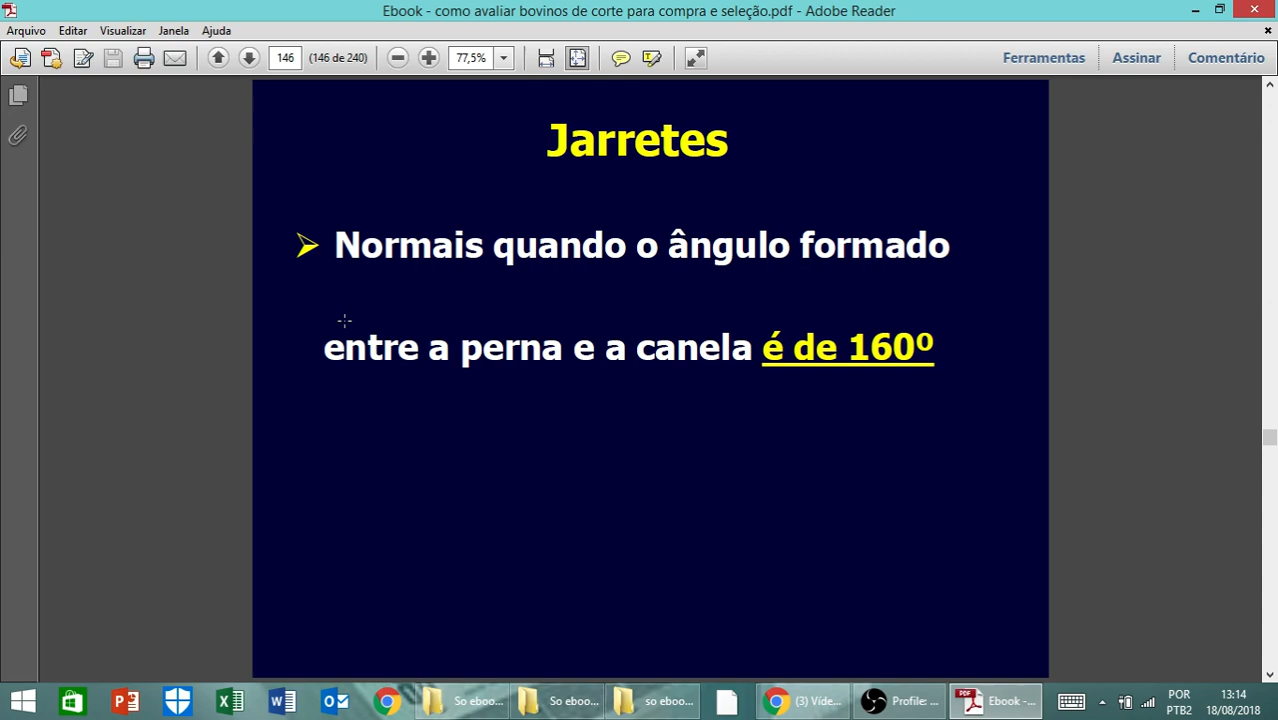 Ebook - como avaliar bovinos de corte para compra e seleção.pdf - Adobe Reader
Arquivo Editar Visualizar Janela Ajuda
146 (146 de 240) 77,5% Ferramentas Assinar Comentário
Jarretes
Normais quando o ângulo formado
entre a perna e a canela é de 160º
So eboo... So eboo... so eboo... (3) Víde... Profile: ... Ebook -...
POR 13:14
PTB2 18/08/2018